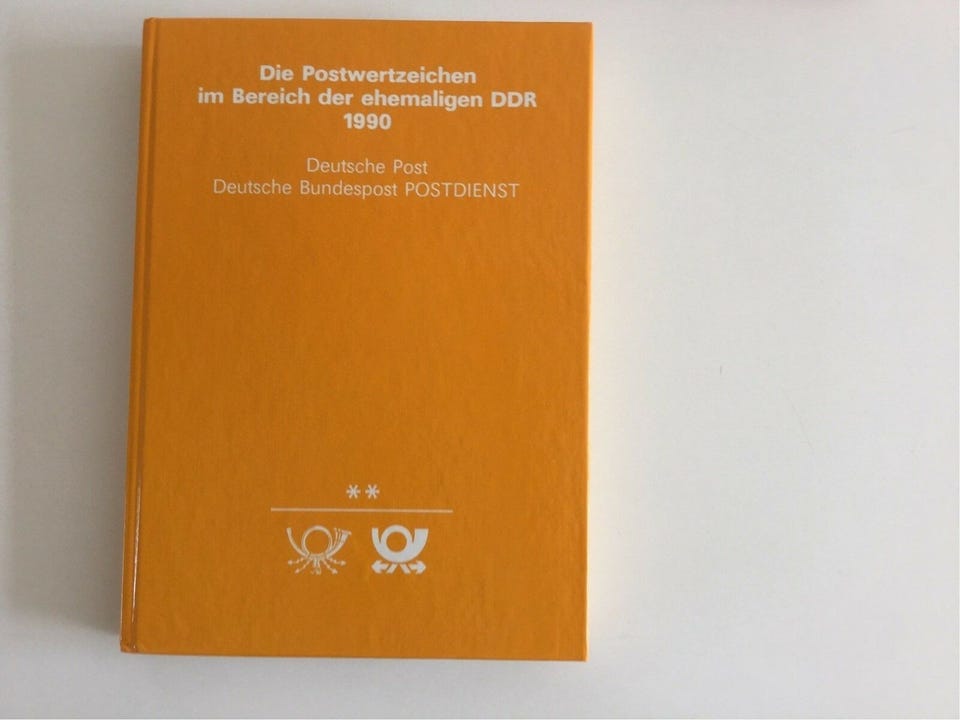 Die Postwertzeichen
im Bereich der ehemaligen DDR
1990
Deutsche Post
Deutsche Bundespost POSTDIENST
**